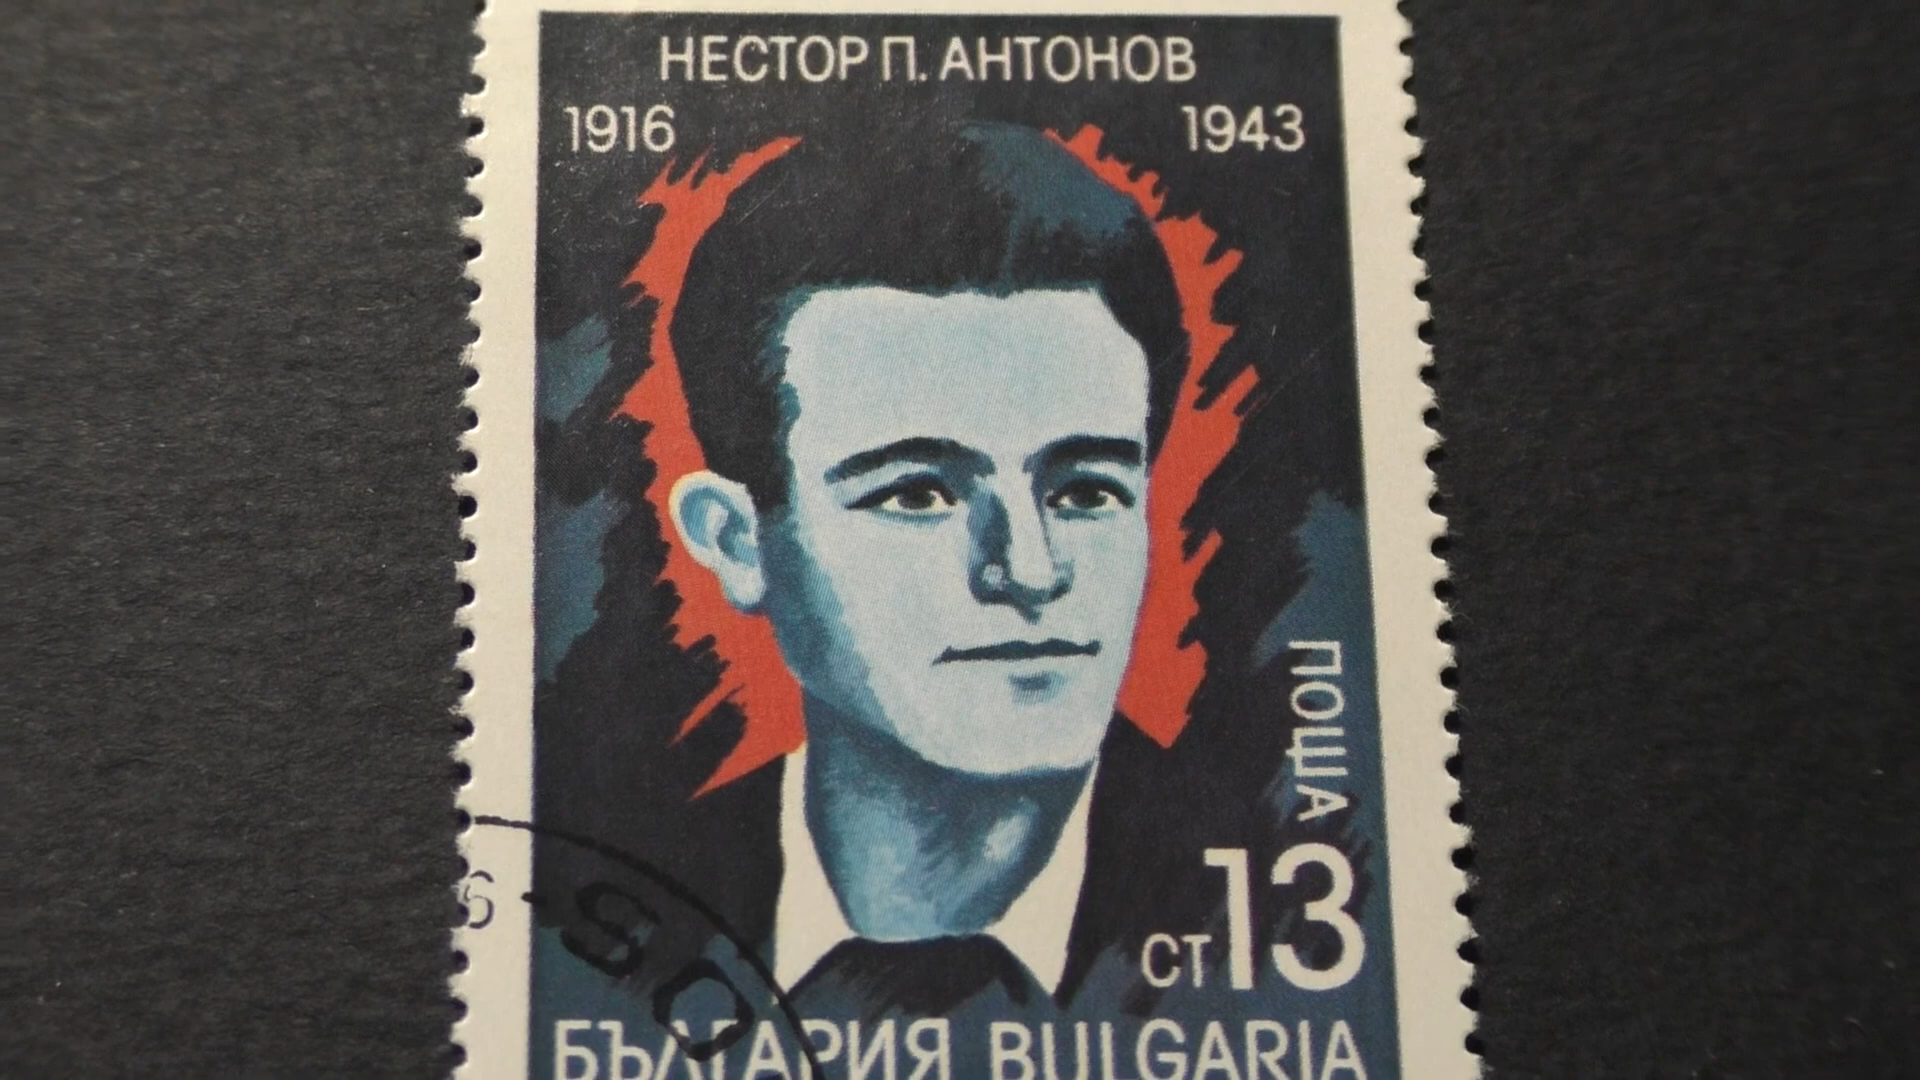 НЕСТОР П. АНТОНОВ
1916 1943
ПОЩА
СТ 13
БЪЛГАРИЯ BULGARIA